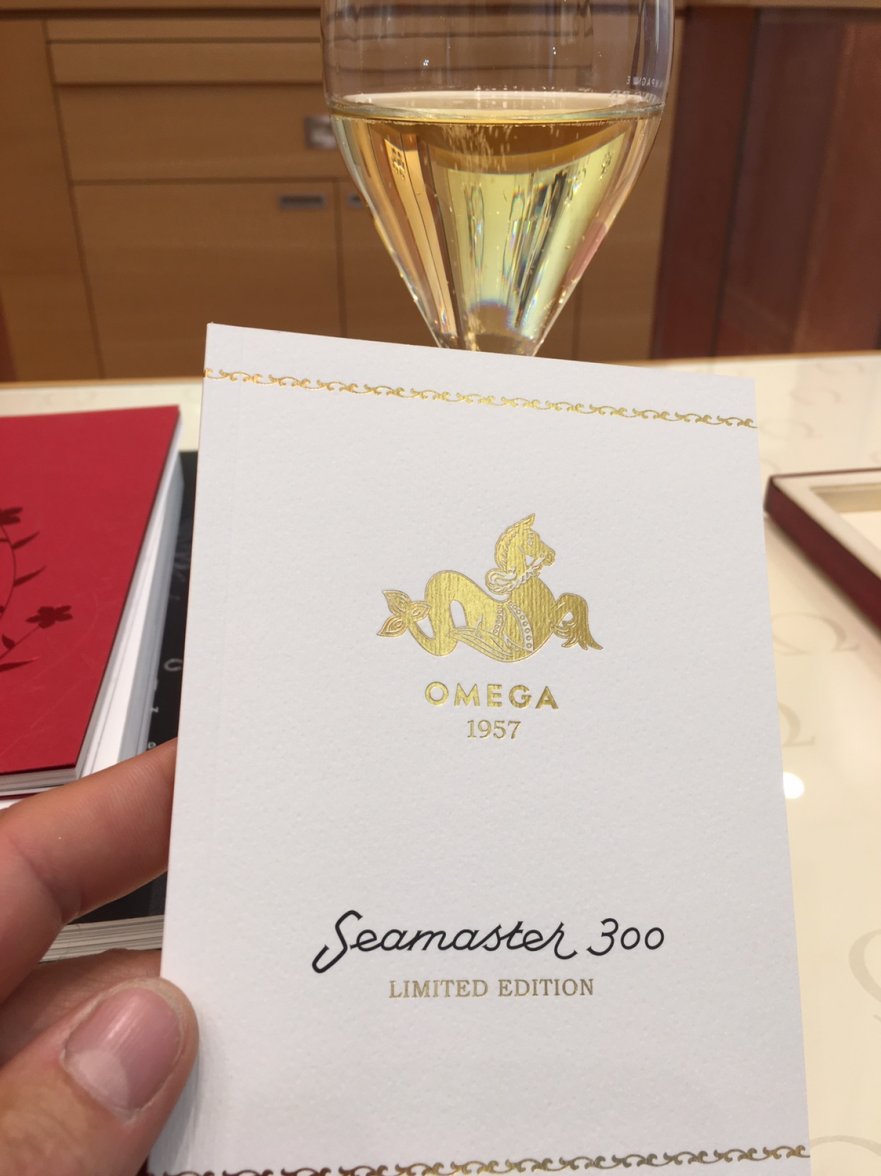 OMEGA
1957
Seamaster 300
LIMITED EDITION